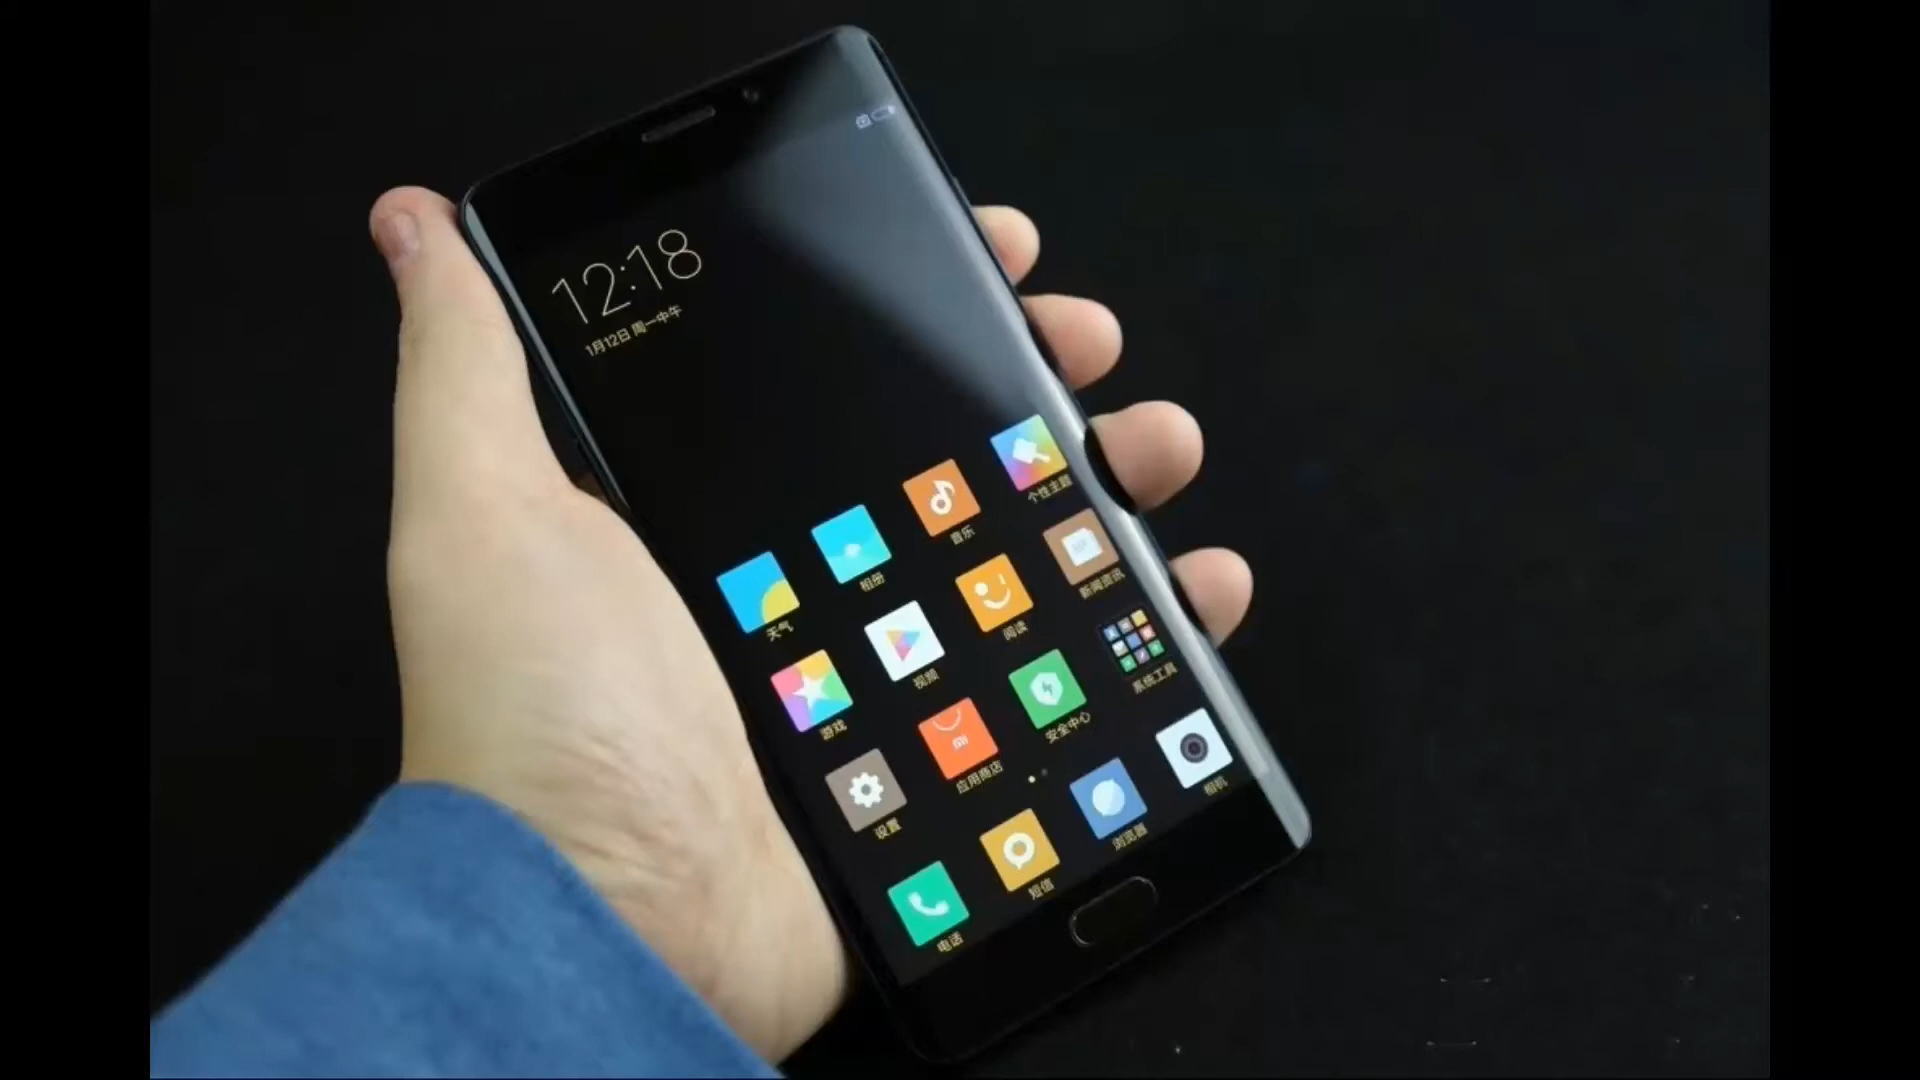 12:18
1月12日 周一中午
天气
相册
音乐
个性主题
游戏
视频
阅读
新闻资讯
设置
mi
应用商店
安全中心
系统工具
电话
短信
浏览器
相机